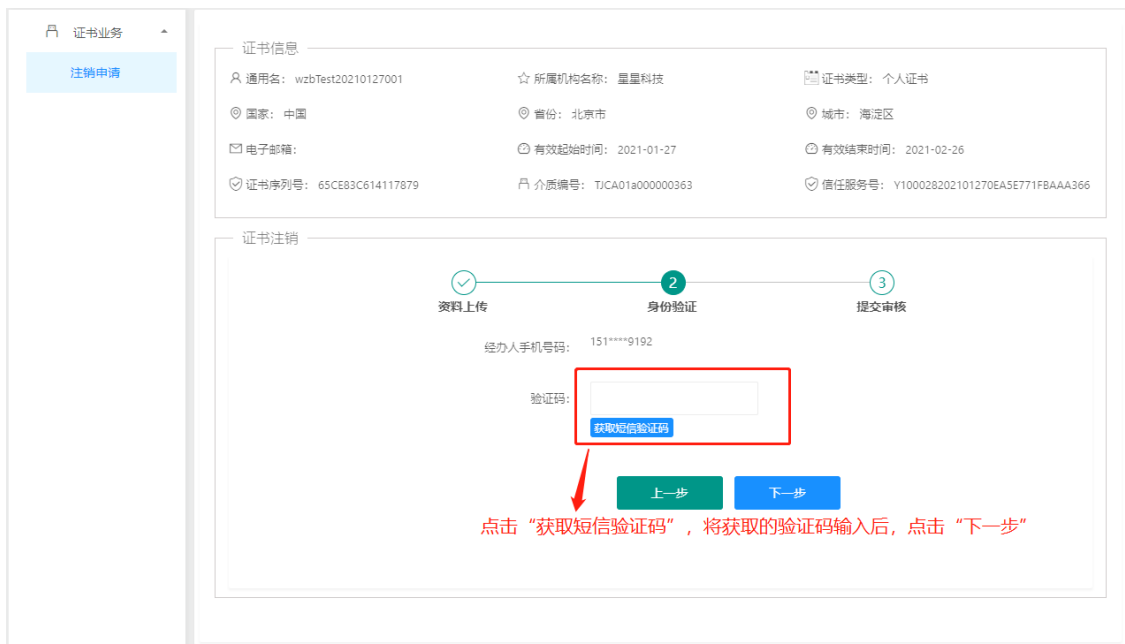 证书业务
注销申请
证书信息
通用名： wzbTest20210127001 所属机构名称： 星星科技 证书类型： 个人证书
国家： 中国 省份： 北京市 城市： 海淀区
电子邮箱： 有效起始时间： 2021-01-27 有效结束时间： 2021-02-26
证书序列号： 65CE83C614117879 介质编号： TJCA01a000000363 信任服务号： Y100028202101270EA5E771FBAAA366
证书注销
2 3
资料上传 身份验证 提交审核
经办人手机号码： 151****9192
验证码：
获取短信验证码
上一步 下一步
点击“获取短信验证码”，将获取的验证码输入后，点击“下一步”